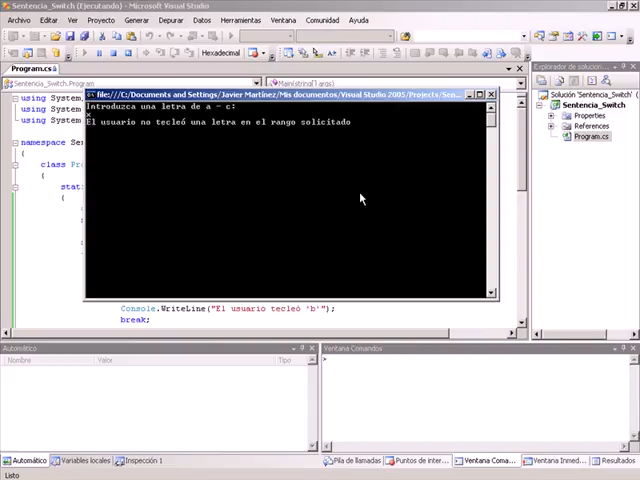 Sentencia_Switch (Ejecutando) - Microsoft Visual Studio
Archivo Editar Ver Proyecto Generar Depurar Datos Herramientas Ventana Comunidad Ayuda
Hexadecimal
Program.cs
Sentencia_Switch.Program
Main(string[] args)
Explorador de solucion...
Solución 'Sentencia_Switch' (
Sentencia_Switch
Properties
References
Program.cs
using System
using System
using System
namespace Se
{
class P
{
stati
{
file:///C:/Documents and Settings/Javier Martínez/Mis documentos/Visual Studio 2005/Projects/Sen...
Introduzca una letra de a - c:
x
El usuario no tecleó una letra en el rango solicitado
Console.WriteLine("El usuario tecleó 'b'");
break;
Automático
Nombre Valor Tipo
Ventana Comandos
>
Automático Variables locales Inspección 1
Pila de llamadas Puntos de inter... Ventana Coma... Ventana Inmed... Resultados
Listo